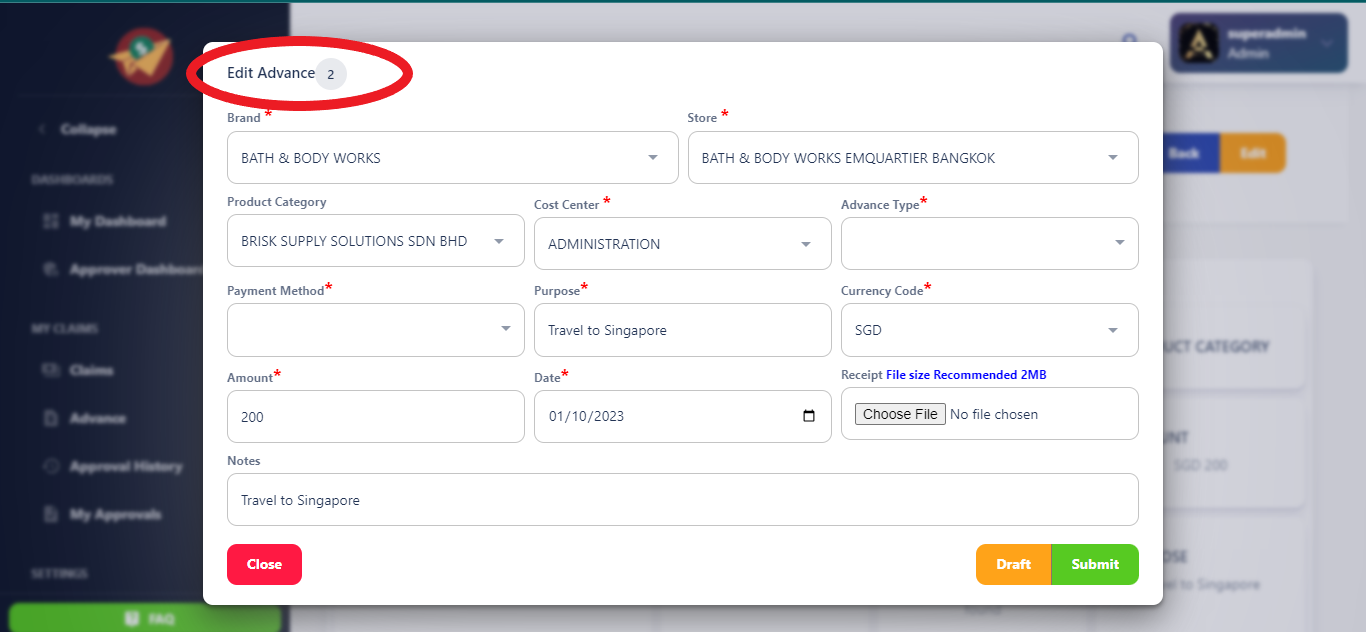 superadmin
Admin
Collapse
DASHBOARDS
My Dashboard
Approver Dashboard
MY CLAIMS
Claims
Advance
Approval History
My Approvals
SETTINGS
FAQ
Back
Edit
Edit Advance 2
Brand *
Store *
BATH & BODY WORKS
BATH & BODY WORKS EMQUARTIER BANGKOK
Product Category
Cost Center *
Advance Type*
BRISK SUPPLY SOLUTIONS SDN BHD
ADMINISTRATION
Payment Method*
Purpose*
Currency Code*
Travel to Singapore
SGD
Amount*
Date*
Receipt File size Recommended 2MB
200
01/10/2023
Choose File No file chosen
Notes
Travel to Singapore
Close
Draft
Submit
CATEGORY
SGD 200
to Singapore